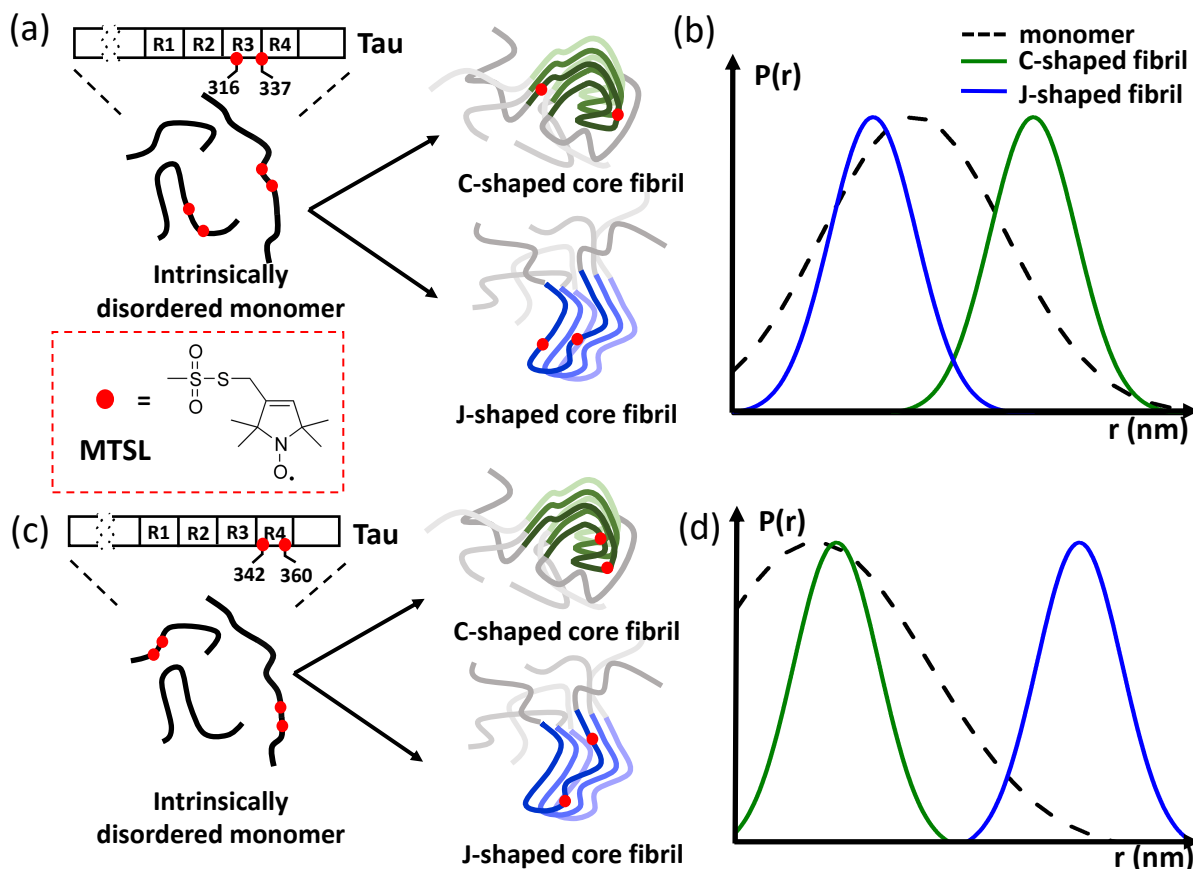 (a)
R1 R2 R3 R4 Tau
316 337
Intrinsically
disordered monomer
C-shaped core fibril
J-shaped core fibril
O
S S
O
N
O.
= MTSL
(b)
P(r)
monomer
C-shaped fibril
J-shaped fibril
r (nm)
(c)
R1 R2 R3 R4 Tau
342 360
Intrinsically
disordered monomer
C-shaped core fibril
J-shaped core fibril
(d)
P(r)
r (nm)